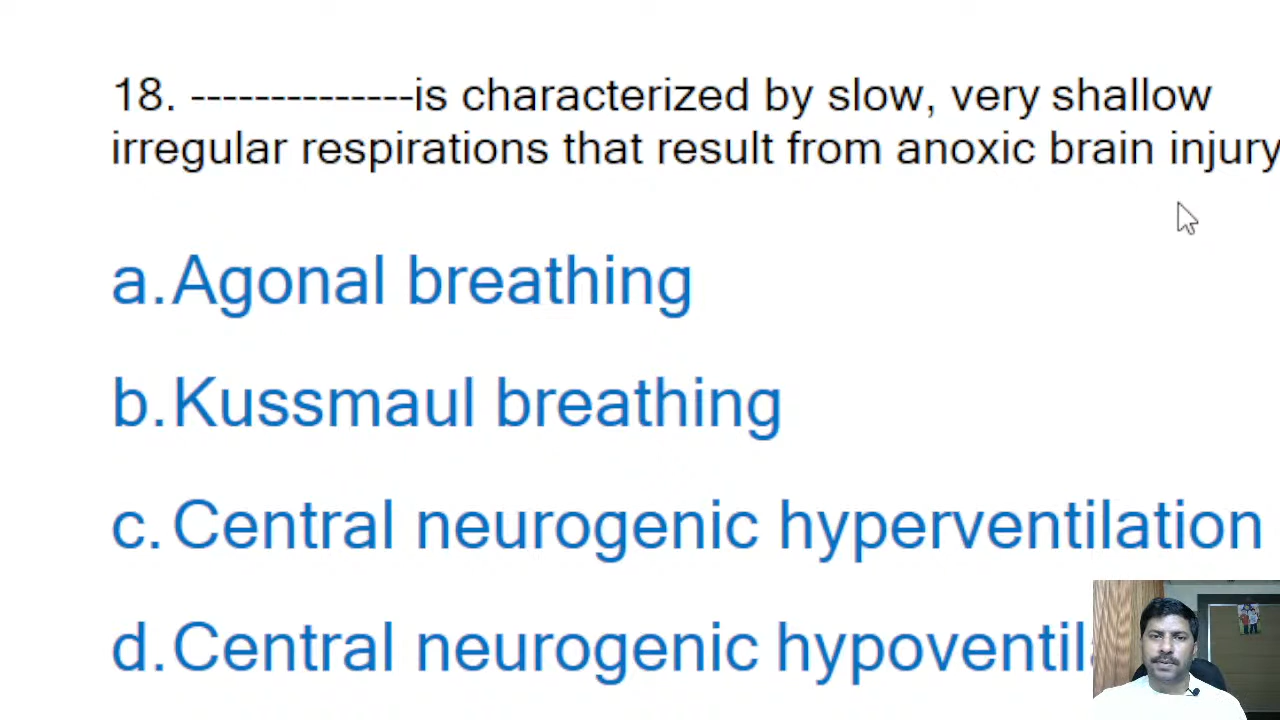 18. --------------is characterized by slow, very shallow
irregular respirations that result from anoxic brain injury
a. Agonal breathing
b. Kussmaul breathing
c. Central neurogenic hyperventilation
d. Central neurogenic